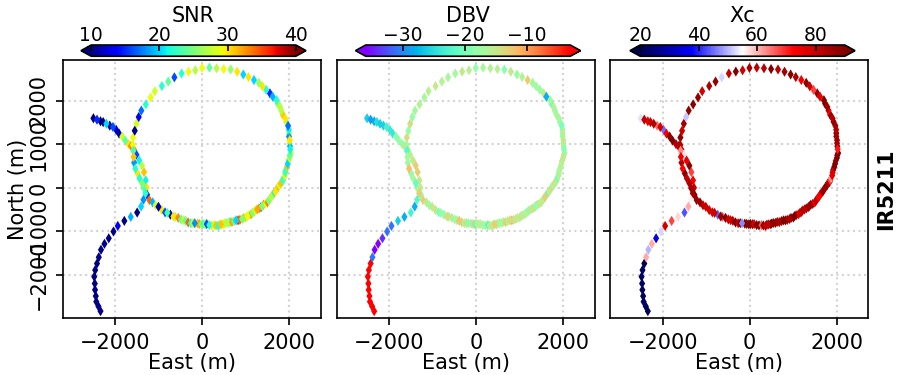 SNR DBV Xc
10 20 30 40 −30 −20 −10 20 40 60 80
North (m)
2000
1000
0
−1000
−2000
IR5211
−2000 0 2000 −2000 0 2000 −2000 0 2000
East (m) East (m) East (m)